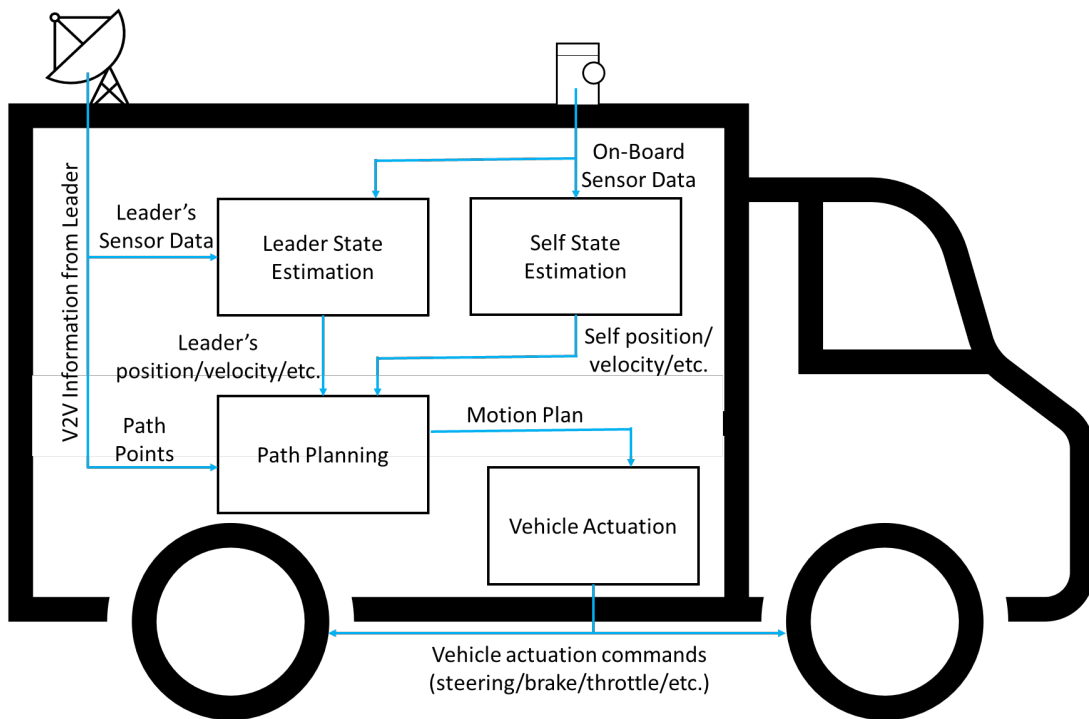 On-Board
Sensor Data
V2V Information from Leader
Leader's
Sensor Data
Leader State
Estimation
Self State
Estimation
Leader's
position/velocity/etc.
Self position/
velocity/etc.
Path
Points
Path Planning
Motion Plan
Vehicle Actuation
Vehicle actuation commands
(steering/brake/throttle/etc.)